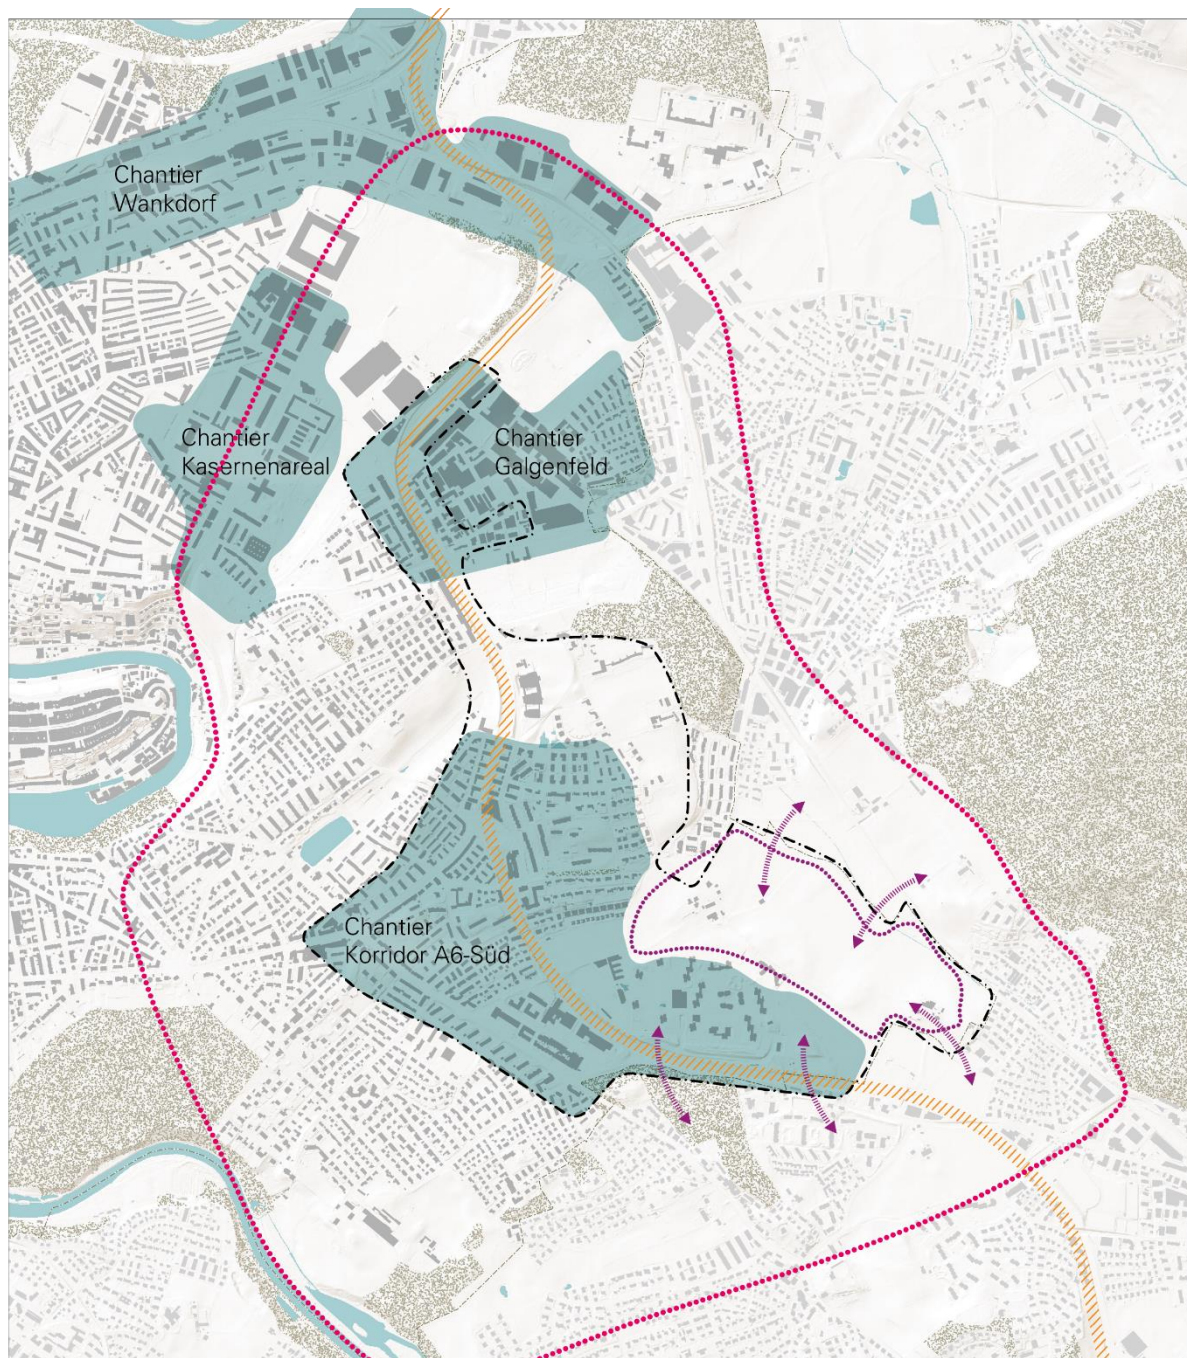 Chantier
Wankdorf
Chantier
Kasernenareal
Chantier
Galgenfeld
Chantier
Korridor A6-Süd